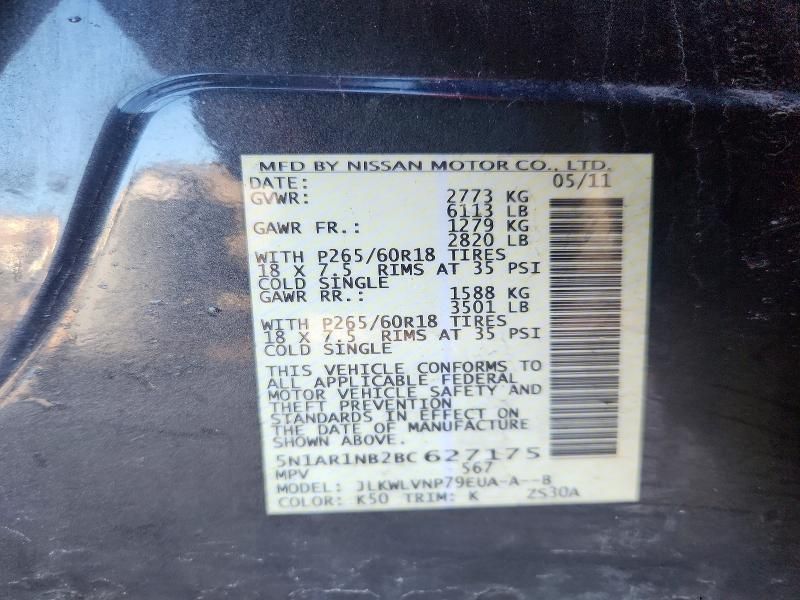 MFD BY NISSAN MOTOR CO., LTD.
DATE: 05/11
GVWR: 2773 KG
6113 LB
GAWR FR.: 1279 KG
2820 LB
WITH P265/60R18 TIRES
18 X 7.5 RIMS AT 35 PSI
COLD SINGLE
GAWR RR.: 1588 KG
3501 LB
WITH P265/60R18 TIRES
18 X 7.5 RIMS AT 35 PSI
COLD SINGLE
THIS VEHICLE CONFORMS TO
ALL APPLICABLE FEDERAL
MOTOR VEHICLE SAFETY AND
THEFT PREVENTION
STANDARDS IN EFFECT ON
THE DATE OF MANUFACTURE
SHOWN ABOVE.
5N1AR1NB2BC 627175
MPV 567
MODEL: JLKWLVNP79EUA-A--B
COLOR: K50 TRIM: K ZS30A